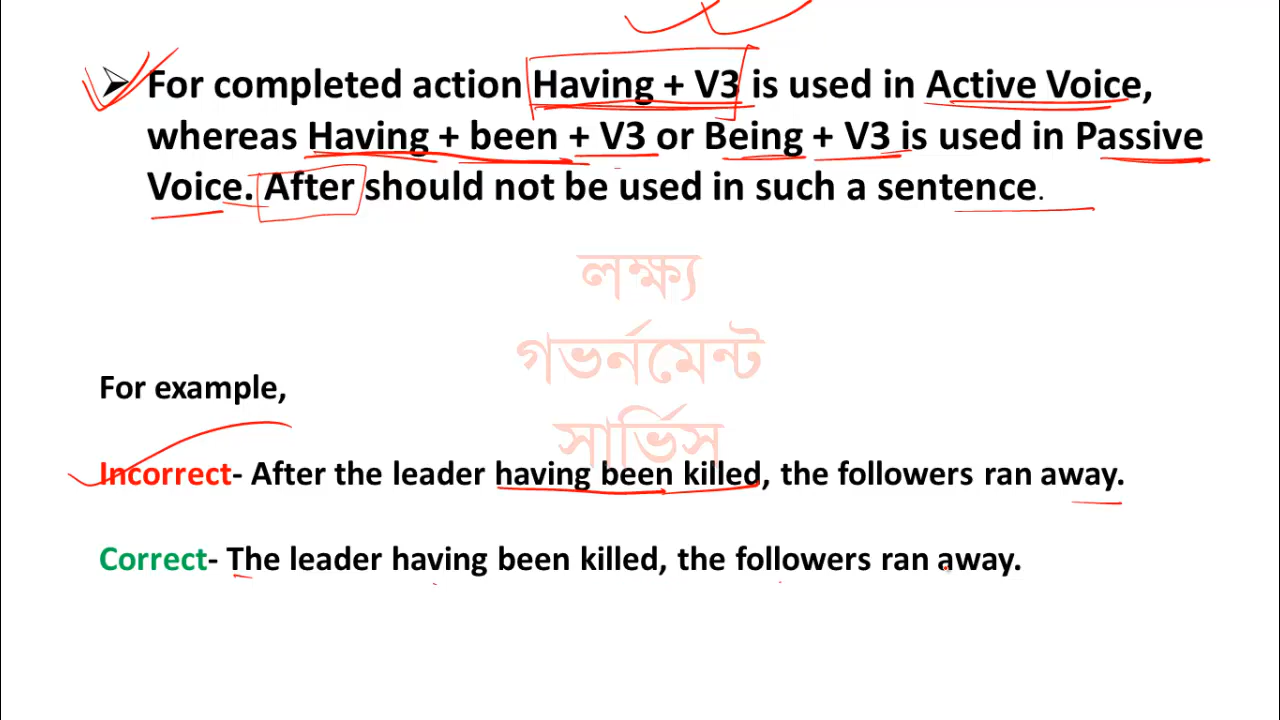 For completed action Having + V3 is used in Active Voice,
whereas Having + been + V3 or Being + V3 is used in Passive
Voice. After should not be used in such a sentence.
লক্ষ্য
গভর্নমেন্ট
সার্ভিস
For example,
Incorrect- After the leader having been killed, the followers ran away.
Correct- The leader having been killed, the followers ran away.